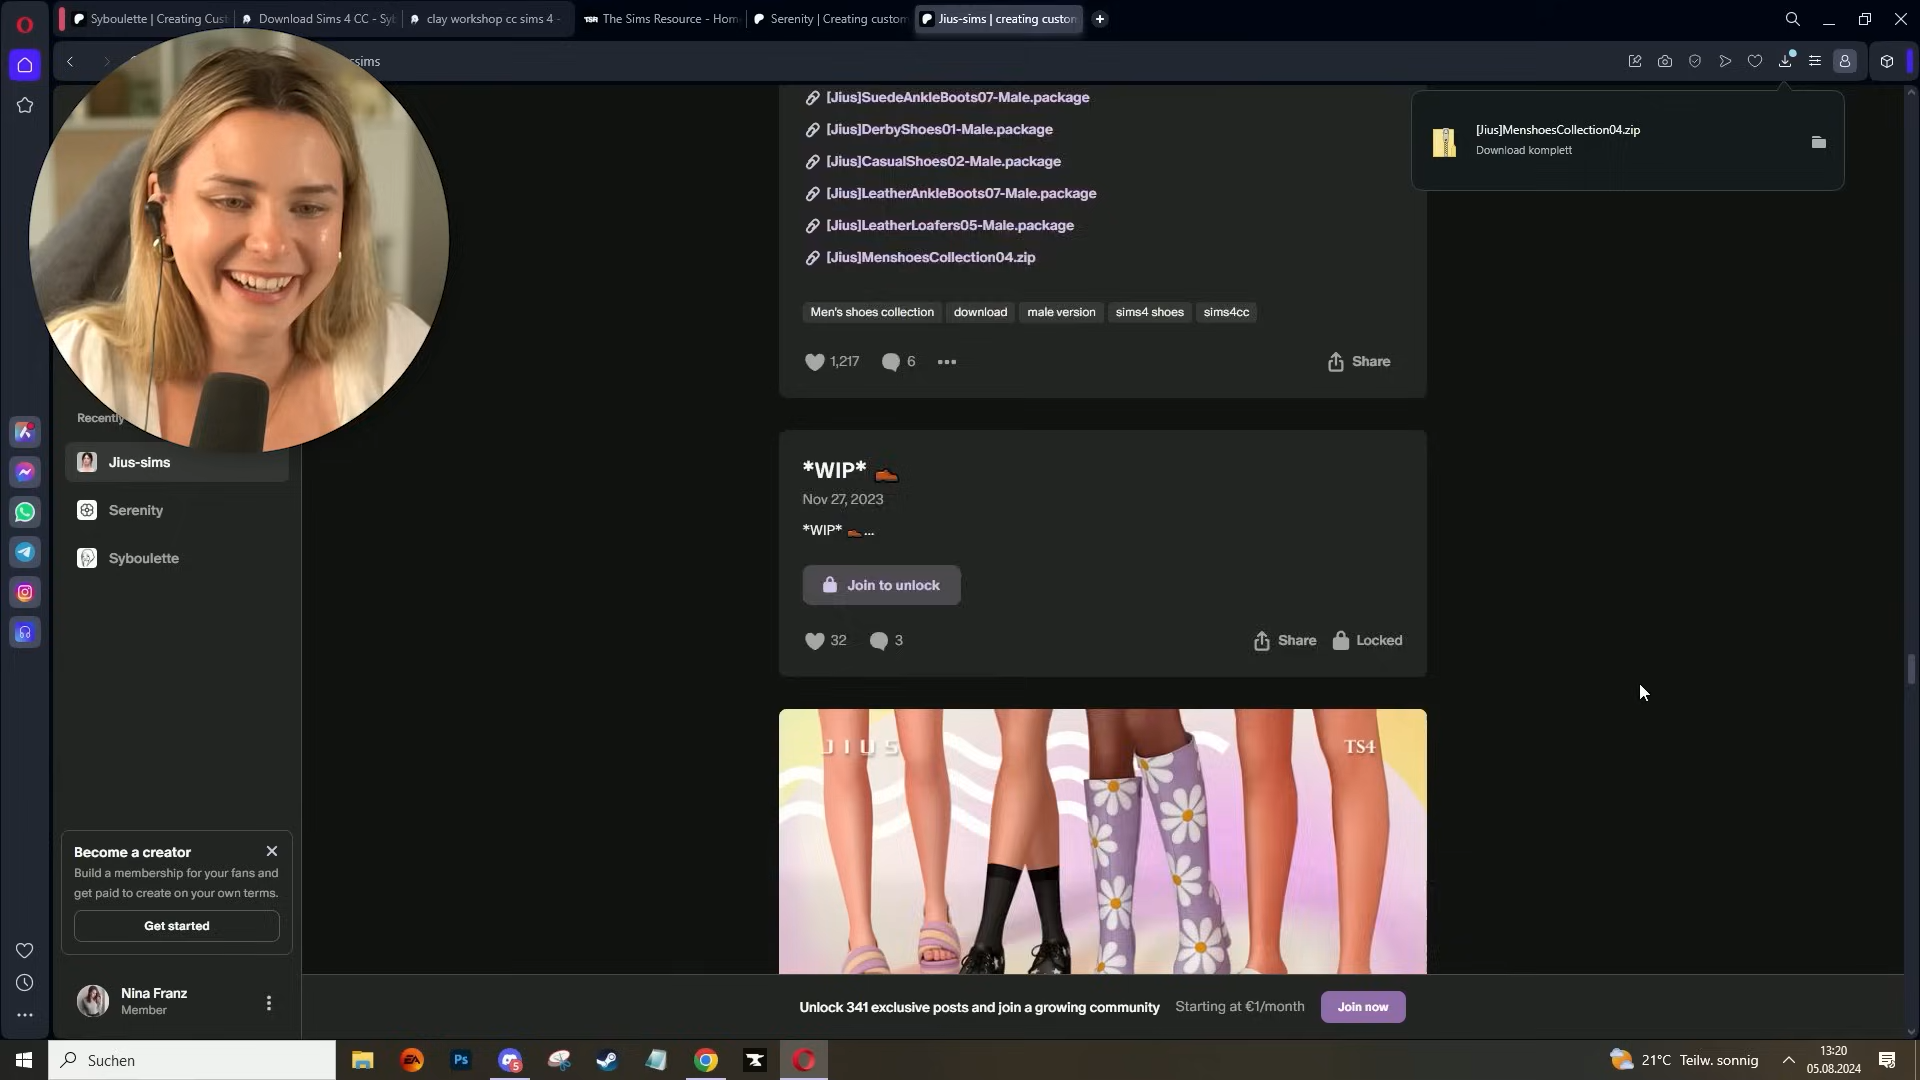 Syboulette | Creating Cust
Download Sims 4 CC - Sy
clay workshop cc sims 4 -
TSR
The Sims Resource - Hom
Serenity | Creating custom
Jius-sims | creating custom
sims
[Jius]SuedeAnkleBoots07-Male.package
[Jius]DerbyShoes01-Male.package
[Jius]CasualShoes02-Male.package
[Jius]LeatherAnkleBoots07-Male.package
[Jius]LeatherLoafers05-Male.package
[Jius]MenshoesCollection04.zip
[Jius]MenshoesCollection04.zip
Download komplett
Men's shoes collection
download
male version
sims4 shoes
sims4cc
1,217
6
Share
Recently
Jius-sims
Serenity
Syboulette
*WIP*
Nov 27, 2023
*WIP* ...
Join to unlock
32
3
Share
Locked
JIUS
TS4
Become a creator
Build a membership for your fans and
get paid to create on your own terms.
Get started
Nina Franz
Member
Unlock 341 exclusive posts and join a growing community
Starting at €1/month
Join now
Suchen
EA
Ps
5
21°C Teilw. sonnig
13:20
05.08.2024